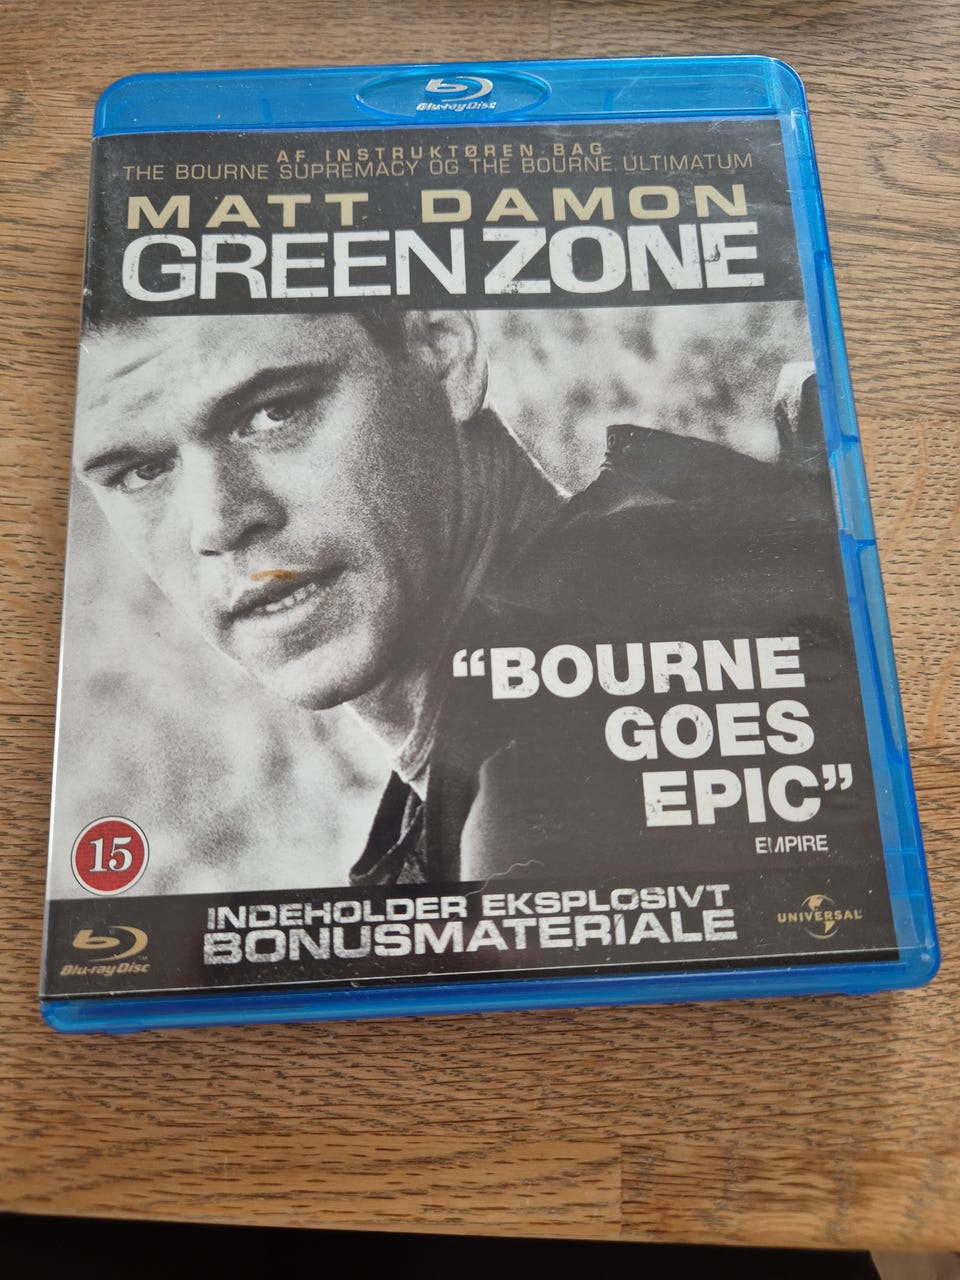 Blu-ray Disc
AF INSTRUKTØREN BAG
THE BOURNE SUPREMACY OG THE BOURNE ULTIMATUM
MATT DAMON
GREEN ZONE
“BOURNE
GOES
EPIC”
EMPIRE
15
INDEHOLDER EKSPLOSIVT
BONUSMATERIALE
Blu-ray Disc™
UNIVERSAL